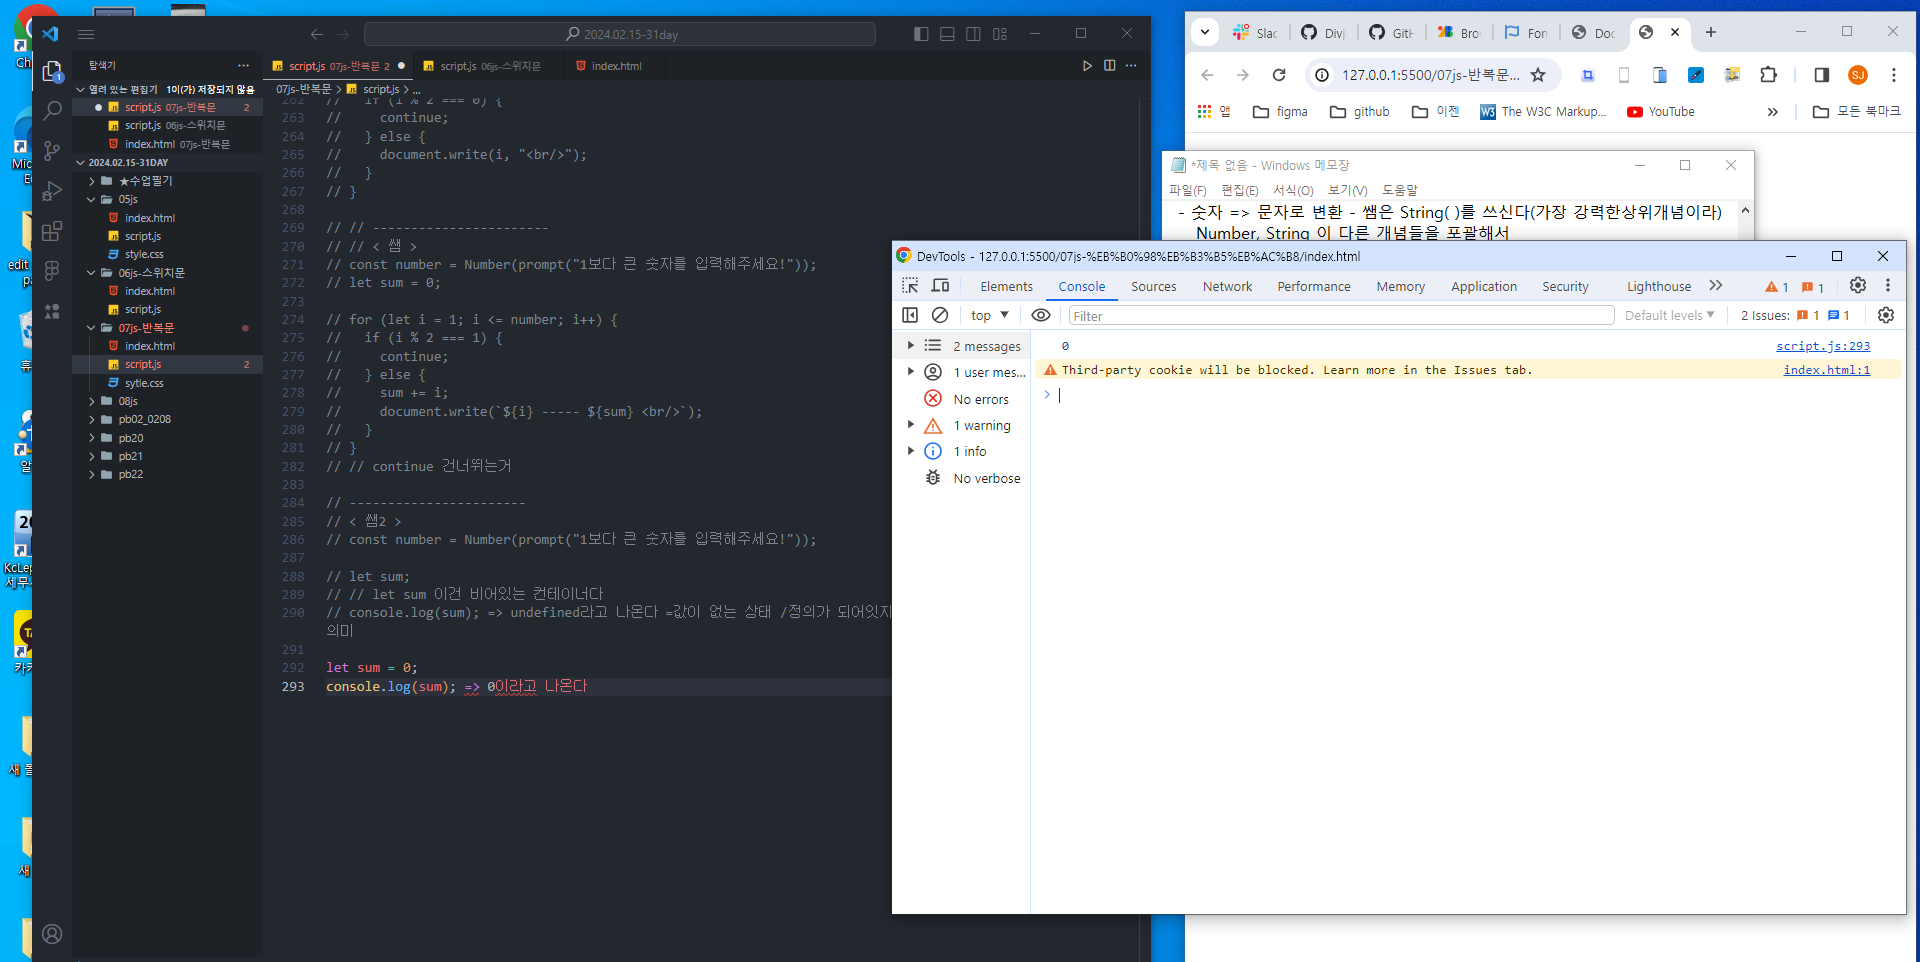 2024.02.15-31day
탐색기
script.js 07js-반복문 2
script.js 06js-스위치문
index.html
열려 있는 편집기 1이(가) 저장되지 않음
script.js 07js-반복문 2
script.js 06js-스위치문
index.html 07js-반복문
2024.02.15-31DAY
★수업필기
05js
index.html
script.js
style.css
06js-스위치문
index.html
script.js
07js-반복문
index.html
script.js 2
sytle.css
08js
pb02_0208
pb20
pb21
pb22
07js-반복문 > script.js > ...
262 // if (i % 2 === 0) {
263 // continue;
264 // } else {
265 // document.write(i, "<br/>");
266 // }
267 // }
268
269 // // -----------------------
270 // // < 쌤 >
271 // const number = Number(prompt("1보다 큰 숫자를 입력해주세요!"));
272 // let sum = 0;
273
274 // for (let i = 1; i <= number; i++) {
275 // if (i % 2 === 1) {
276 // continue;
277 // } else {
278 // sum += i;
279 // document.write(`${i} ----- ${sum} <br/>`);
280 // }
281 // }
282 // // continue 건너뛰는거
283
284 // -----------------------
285 // < 쌤2 >
286 // const number = Number(prompt("1보다 큰 숫자를 입력해주세요!"));
287
288 // let sum;
289 // // let sum 이건 비어있는 컨테이너다
290 // console.log(sum); => undefined라고 나온다 =값이 없는 상태 /정의가 되어잇지
의미
291
292 let sum = 0;
293 console.log(sum); => 0이라고 나온다
Slac
Divj
GitH
Bro
Fon
Doc
127.0.0.1:5500/07js-반복문...
SJ
앱
figma
github
이젠
The W3C Markup...
YouTube
모든 북마크
*제목 없음 - Windows 메모장
파일(F) 편집(E) 서식(O) 보기(V) 도움말
- 숫자 => 문자로 변환 - 쌤은 String( )를 쓰신다(가장 강력한상위개념이라)
Number, String 이 다른 개념들을 포괄해서
DevTools - 127.0.0.1:5500/07js-%EB%B0%98%EB%B3%B5%EB%AC%B8/index.html
Elements Console Sources Network Performance Memory Application Security Lighthouse 1 1
top Filter Default levels 2 Issues: 1 1
2 messages
1 user mes...
No errors
1 warning
1 info
No verbose
0 script.js:293
Third-party cookie will be blocked. Learn more in the Issues tab. index.html:1
새